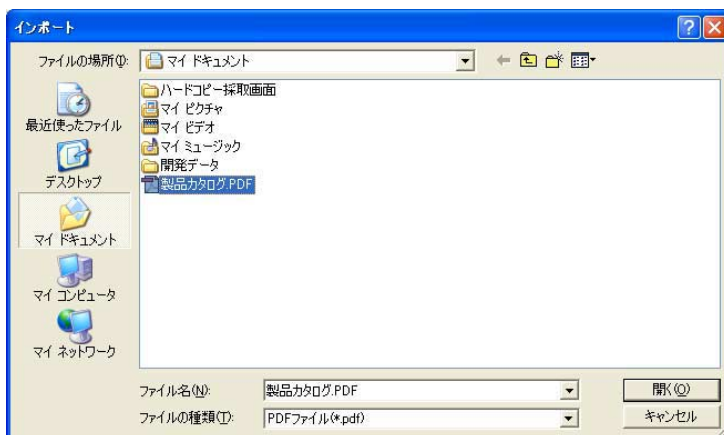 インポート
ファイルの場所(I):
マイ ドキュメント
最近使ったファイル
デスクトップ
マイ ドキュメント
マイ コンピュータ
マイ ネットワーク
ハードコピー採取画面
マイ ピクチャ
マイ ビデオ
マイ ミュージック
開発データ
製品カタログ.PDF
ファイル名(N):
製品カタログ.PDF
開く(O)
ファイルの種類(T):
PDFファイル(*.pdf)
キャンセル